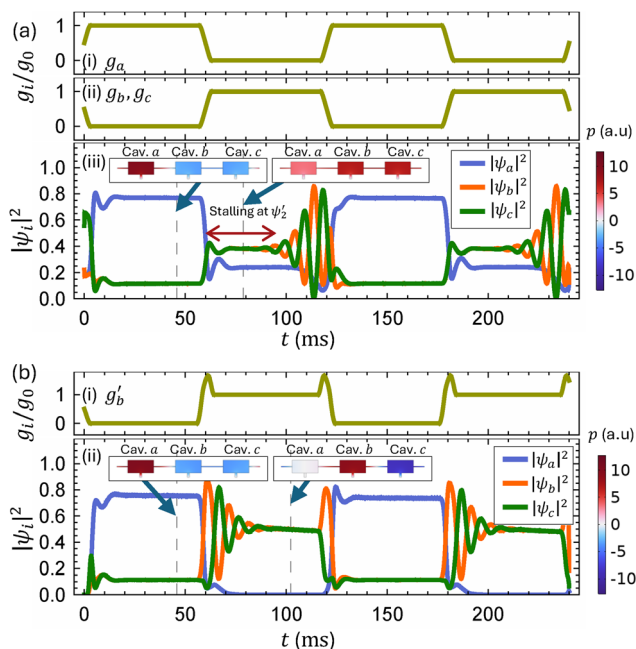 (a)
1
0
(i) g_a
g_i/g_0
1
0
(ii) g_b, g_c
(iii)
Cav. a Cav. b Cav. c
Cav. a Cav. b Cav. c
Stalling at ψ′_2
|ψ_a|^2
|ψ_b|^2
|ψ_c|^2
|ψ_i|^2
1.0
0.8
0.6
0.4
0.2
0.0
0 50 100 150 200
t (ms)
p (a.u)
10
5
0
-5
-10
(b)
1
0
(i) g′_b
g_i/g_0
(ii)
Cav. a Cav. b Cav. c
Cav. a Cav. b Cav. c
|ψ_a|^2
|ψ_b|^2
|ψ_c|^2
|ψ_i|^2
1.0
0.8
0.6
0.4
0.2
0.0
0 50 100 150 200
t (ms)
p (a.u)
10
5
0
-5
-10